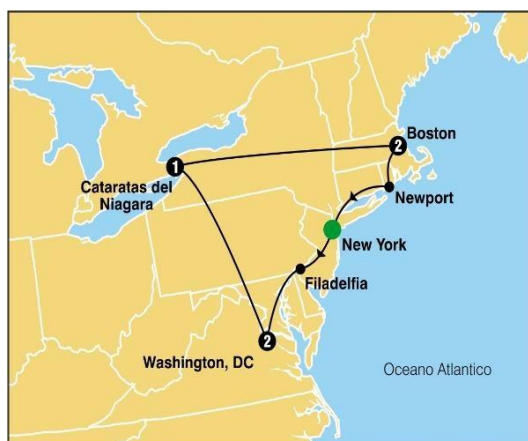 2
Boston
1
Cataratas del
Niagara
Newport
New York
Filadelfia
2
Washington, DC
Oceano Atlantico